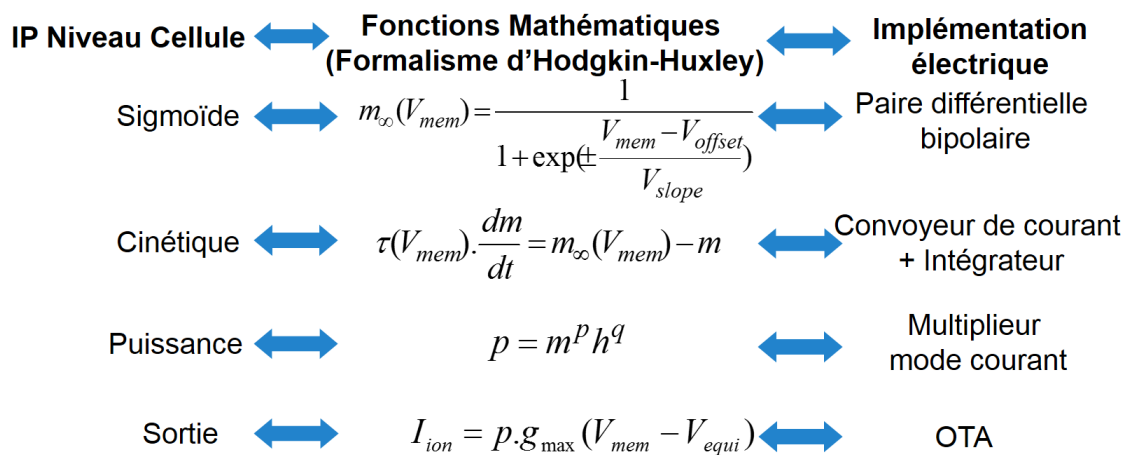 IP Niveau Cellule
Fonctions Mathématiques
(Formalisme d'Hodgkin-Huxley)
Implémentation
électrique
Sigmoïde
m∞(Vmem) = 1 / (1 + exp(± (Vmem − Voffset) / Vslope))
Paire différentielle
bipolaire
Cinétique
τ(Vmem). dm/dt = m∞(Vmem) − m
Convoyeur de courant
+ Intégrateur
Puissance
p = m^p h^q
Multiplieur
mode courant
Sortie
Iion = p.gmax (Vmem − Vequi)
OTA